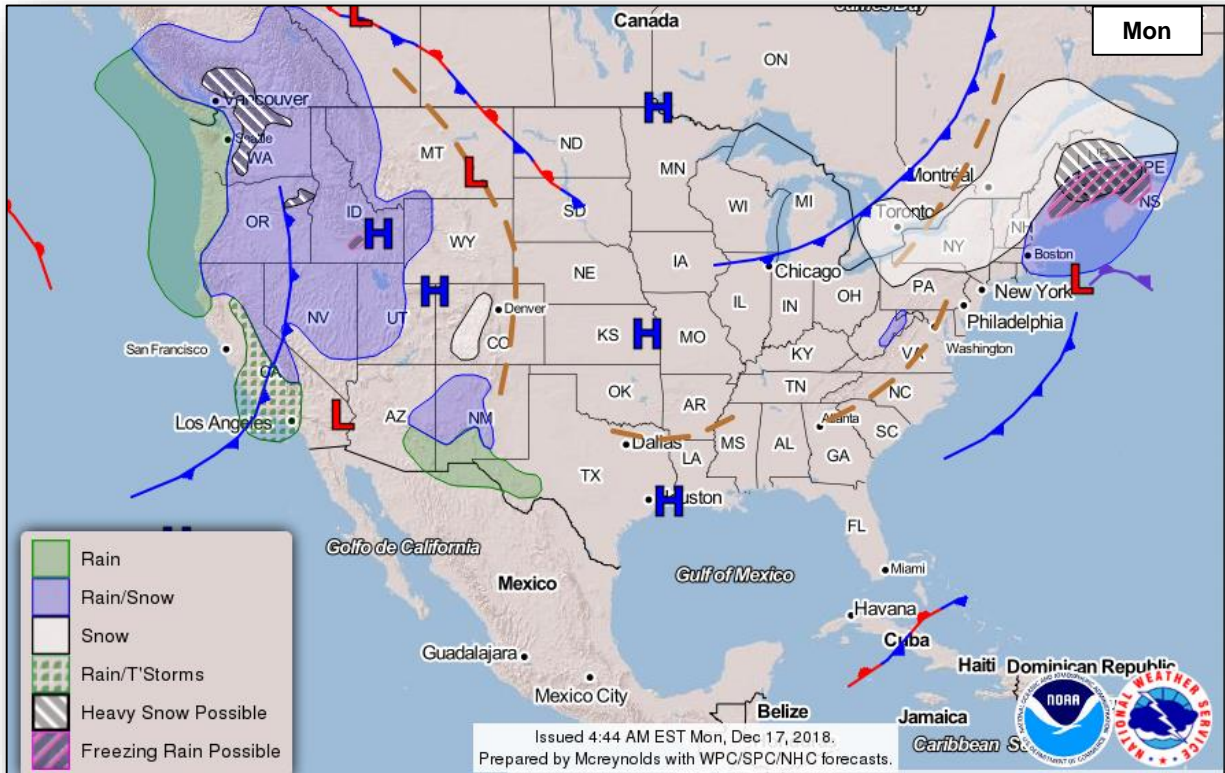 Canada
James Bay
Mon
ON
Vancouver
Seattle
WA
MT
ND
MN
Montréal
ME
PE
NS
OR
ID
WY
SD
WI
MI
Toronto
NY
NH
Boston
IA
Chicago
NE
NV
UT
Denver
CO
KS
MO
IL
IN
OH
PA
New York
Philadelphia
Washington
VA
KY
San Francisco
CA
Los Angeles
AZ
NM
OK
AR
TN
NC
SC
Atlanta
Dallas
MS
AL
GA
LA
TX
Houston
FL
H
H
H
H
H
L
L
L
L
Golfo de California
Mexico
Gulf of Mexico
Miami
Havana
Cuba
Guadalajara
Mexico City
Haiti
Dominican Republic
Belize
Jamaica
Caribbean
Rain
Rain/Snow
Snow
Rain/T'Storms
Heavy Snow Possible
Freezing Rain Possible
Issued 4:44 AM EST Mon, Dec 17, 2018.
Prepared by Mcreynolds with WPC/SPC/NHC forecasts.
NOAA
NATIONAL WEATHER SERVICE